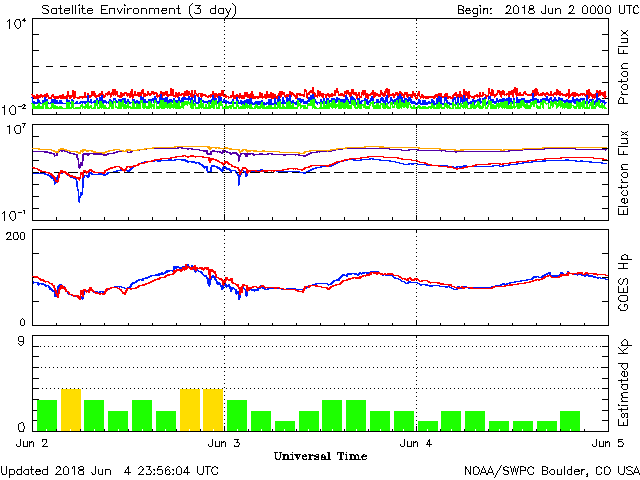 Satellite Environment (3 day)
Begin: 2018 Jun 2 0000 UTC
10⁴
10⁻²
Proton Flux
10⁷
10⁻¹
Electron Flux
200
0
GOES Hp
9
0
Estimated Kp
Jun 2 Jun 3 Jun 4 Jun 5
Universal Time
Updated 2018 Jun 4 23:56:04 UTC
NOAA/SWPC Boulder, CO USA